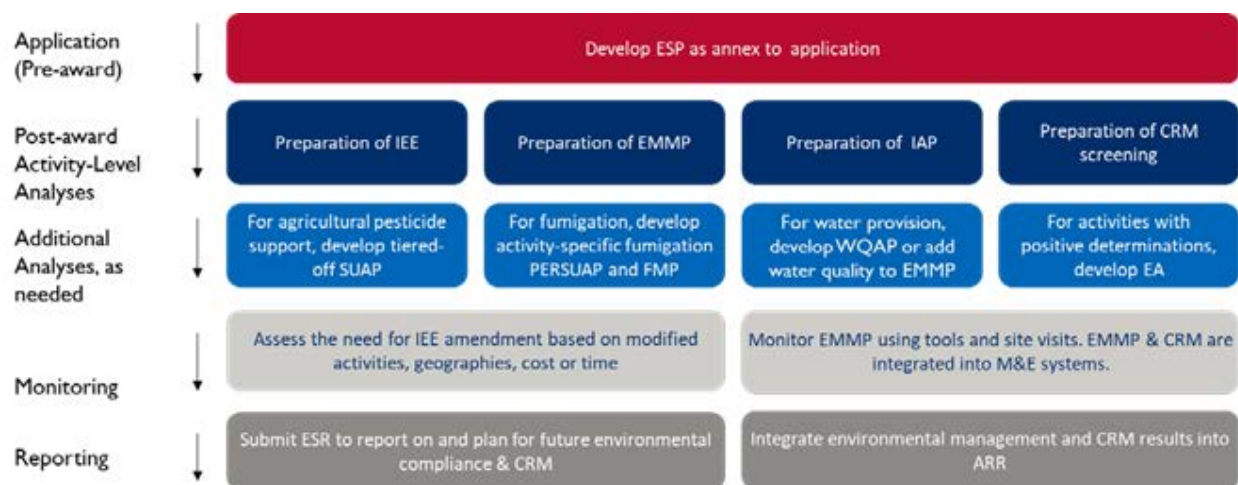 Application
(Pre-award)
Develop ESP as annex to application
Post-award
Activity-Level
Analyses
Preparation of IEE
Preparation of EMMP
Preparation of IAP
Preparation of CRM
screening
Additional
Analyses, as
needed
For agricultural pesticide
support, develop tiered-
off SUAP
For fumigation, develop
activity-specific fumigation
PERSUAP and FMP
For water provision,
develop WQAP or add
water quality to EMMP
For activities with
positive determinations,
develop EA
Monitoring
Assess the need for IEE amendment based on modified
activities, geographies, cost or time
Monitor EMMP using tools and site visits. EMMP & CRM are
integrated into M&E systems.
Reporting
Submit ESR to report on and plan for future environmental
compliance & CRM
Integrate environmental management and CRM results into
ARR